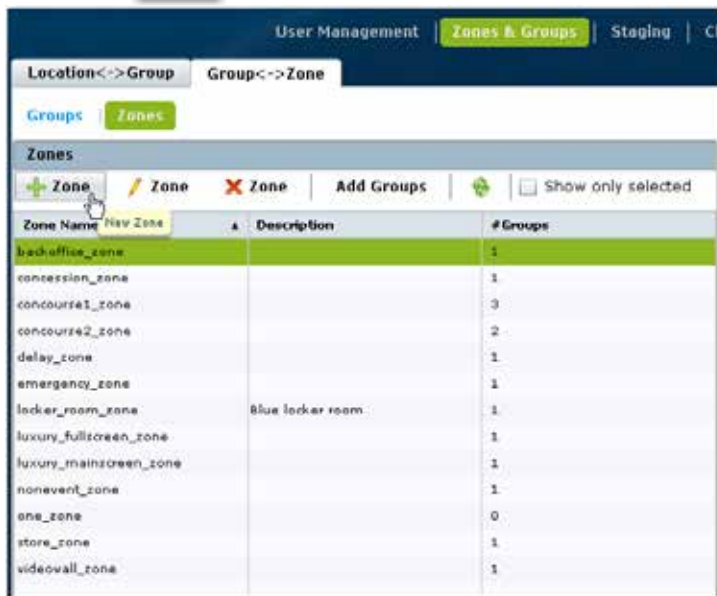 User Management | Zones & Groups | Staging |
Location<->Group Group<->Zone
Groups | Zones
Zones
Zone Zone Zone Add Groups Show only selected
New Zone
Zone Name Description # Groups
backoffice_zone 1
concession_zone 1
concourse1_zone 3
concourse2_zone 2
delay_zone 1
emergency_zone 1
locker_room_zone Blue locker room 1
luxury_fullscreen_zone 1
luxury_mainscreen_zone 1
nonevent_zone 1
one_zone 0
store_zone 1
videowall_zone 1